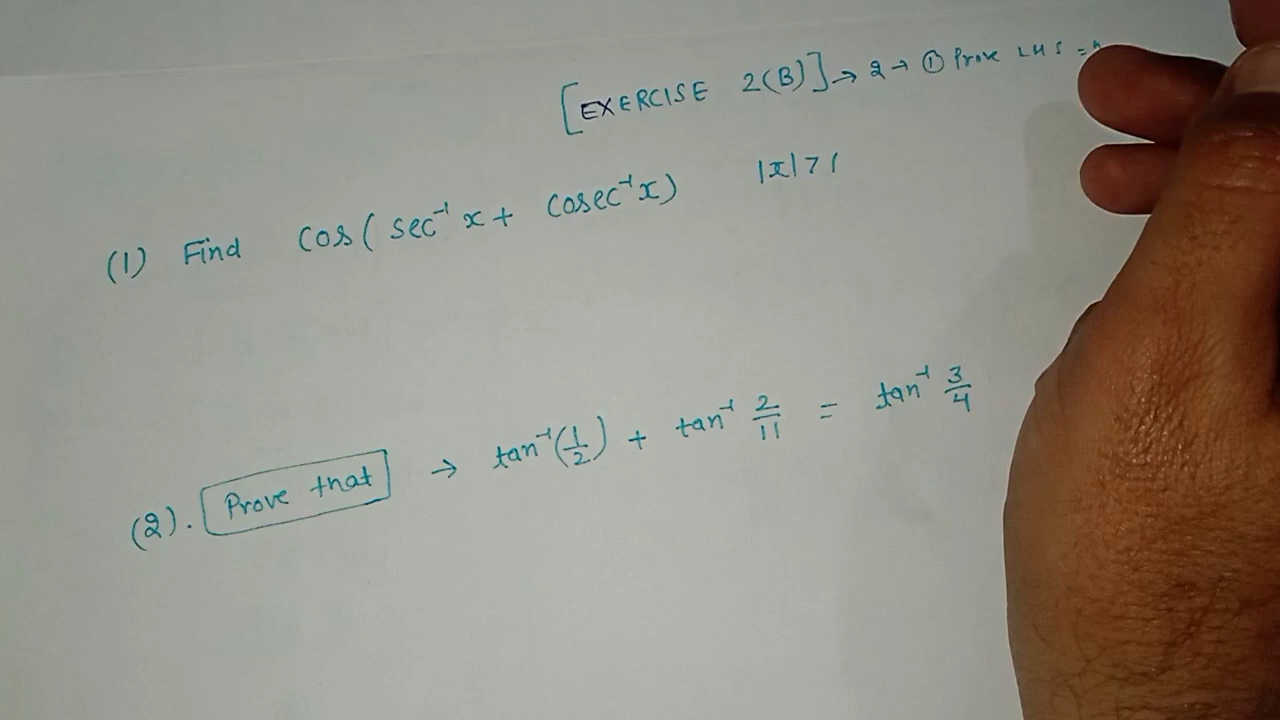 [EXERCISE 2(B)] → 2 → ① Prove LHS =
(1) Find cos( sec⁻¹ x + cosec⁻¹x) |x| > 1
(2). Prove that → tan⁻¹(1/2) + tan⁻¹ 2/11 = tan⁻¹ 3/4